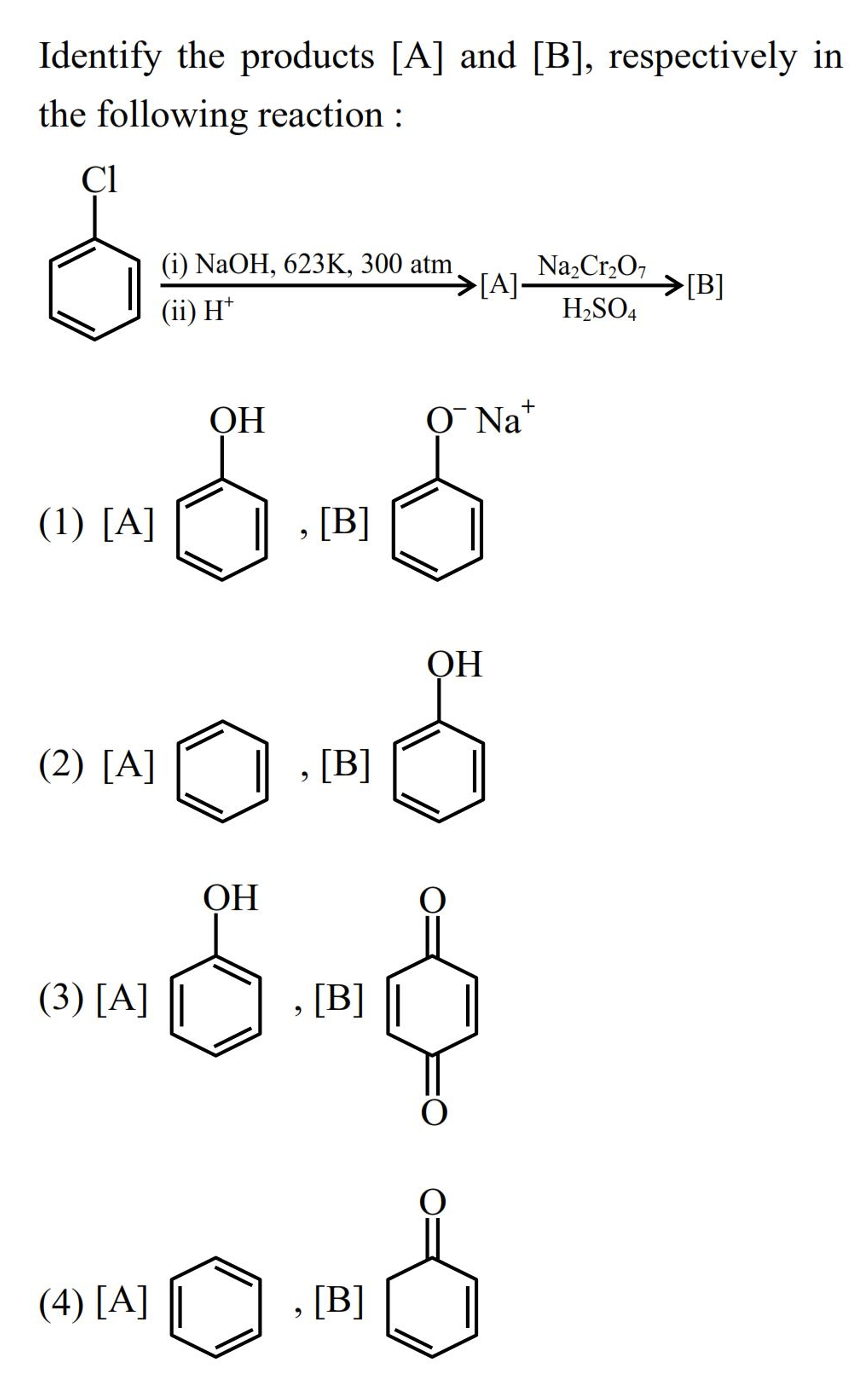 Identify the products [A] and [B], respectively in
the following reaction :
Cl
(i) NaOH, 623K, 300 atm
(ii) H⁺
[A]
Na₂Cr₂O₇
H₂SO₄
[B]
OH
O⁻ Na⁺
(1) [A] , [B]
OH
(2) [A] , [B]
OH
O
(3) [A] , [B]
O
O
(4) [A] , [B]